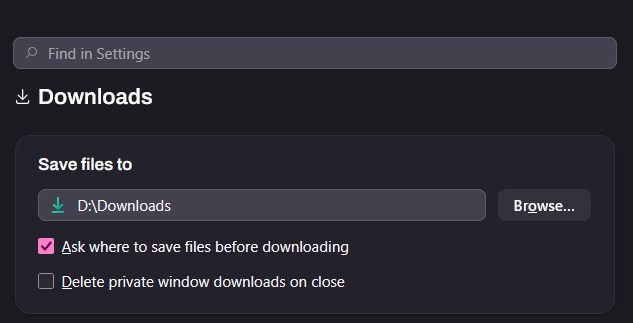 Find in Settings
Downloads
Save files to
D:\Downloads
Browse...
Ask where to save files before downloading
Delete private window downloads on close